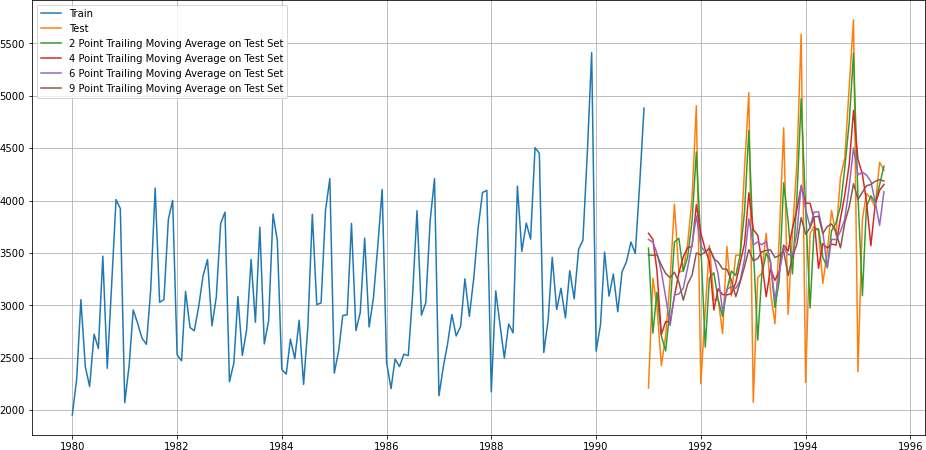 Train
Test
2 Point Trailing Moving Average on Test Set
4 Point Trailing Moving Average on Test Set
6 Point Trailing Moving Average on Test Set
9 Point Trailing Moving Average on Test Set
5500
5000
4500
4000
3500
3000
2500
2000
1980 1982 1984 1986 1988 1990 1992 1994 1996